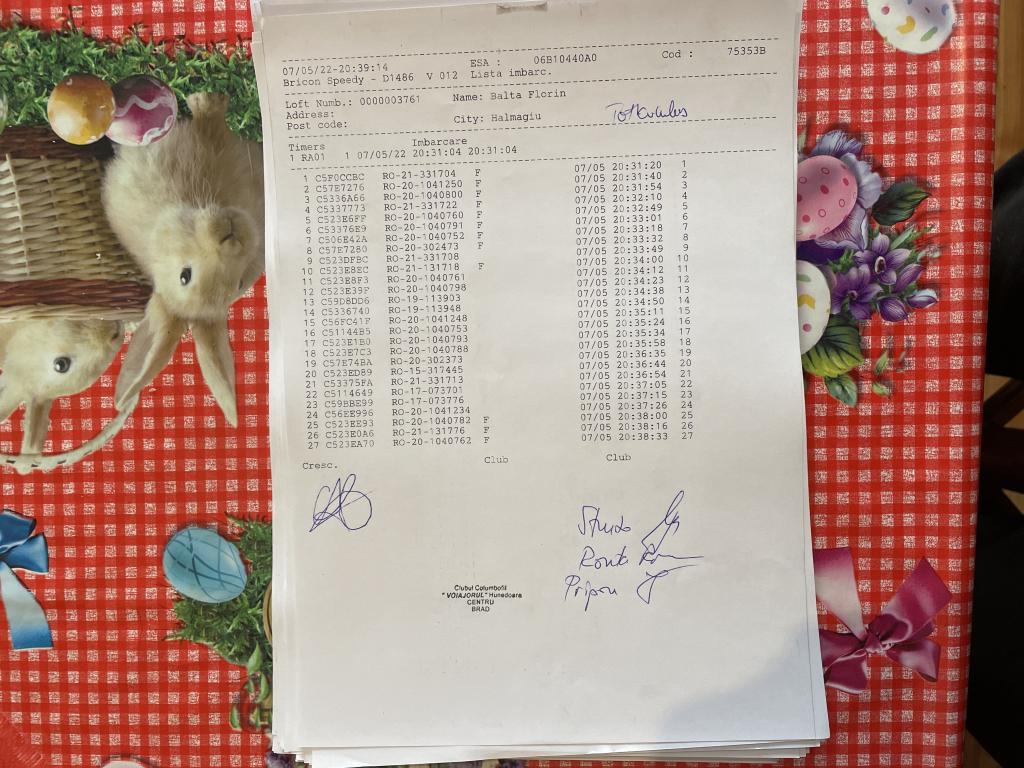 07/05/22-20:39:14 ESA : 06B10440A0 Cod : 75353B
Bricon Speedy - D1486 V 012 Lista imbarc.
Loft Numb.: 0000003761 Name: Balta Florin
Address:
Post code: City: Halmagiu
Timers Imbarcare
1 RA01 1 07/05/22 20:31:04 20:31:04
1 C5F0CCBC RO-21-331704 F 07/05 20:31:20 1
2 C57E7276 RO-20-1041250 F 07/05 20:31:40 2
3 C5336A66 RO-20-1040800 F 07/05 20:31:54 3
4 C5337773 RO-21-331722 F 07/05 20:32:10 4
5 C523E6FF RO-20-1040760 F 07/05 20:32:49 5
6 C53376E9 RO-20-1040791 F 07/05 20:33:01 6
7 C506E42A RO-20-1040752 F 07/05 20:33:18 7
8 C57E7280 RO-20-302473 F 07/05 20:33:32 8
9 C523DFBC RO-21-331708 07/05 20:33:49 9
10 C523E8EC RO-21-131718 F 07/05 20:34:00 10
11 C523E8F3 RO-20-1040761 07/05 20:34:12 11
12 C523E39F RO-20-1040798 07/05 20:34:23 12
13 C59D8DD6 RO-19-113903 07/05 20:34:38 13
14 C5336740 RO-19-113948 07/05 20:34:50 14
15 C56FC41F RO-20-1041248 07/05 20:35:11 15
16 C51144B5 RO-20-1040753 07/05 20:35:24 16
17 C523E1B0 RO-20-1040793 07/05 20:35:34 17
18 C523E7C3 RO-20-1040788 07/05 20:35:58 18
19 C57E74BA RO-20-302373 07/05 20:36:35 19
20 C523ED89 RO-15-317445 07/05 20:36:44 20
21 C53375FA RO-21-331713 07/05 20:36:54 21
22 C5114649 RO-17-073701 07/05 20:37:05 22
23 C59BBE99 RO-17-073776 07/05 20:37:15 23
24 C56EE996 RO-20-1041234 07/05 20:37:26 24
25 C523EE93 RO-20-1040782 F 07/05 20:38:00 25
26 C523E0A6 RO-21-131776 F 07/05 20:38:16 26
27 C523EA70 RO-20-1040762 F 07/05 20:38:33 27
Cresc. Club Club
Clubul Columbofil
"VOIAJORUL" Hunedoara
CENTRU
BRAD